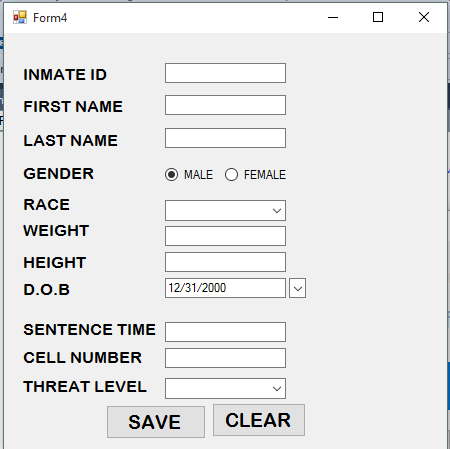 Form4
INMATE ID
FIRST NAME
LAST NAME
GENDER MALE FEMALE
RACE
WEIGHT
HEIGHT
D.O.B 12/31/2000
SENTENCE TIME
CELL NUMBER
THREAT LEVEL
SAVE CLEAR